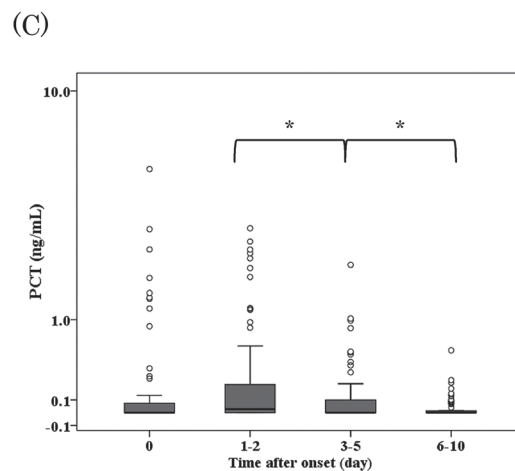 (C)
10.0
* *
PCT (ng/mL)
1.0
0.1
-0.1
0 1-2 3-5 6-10
Time after onset (day)